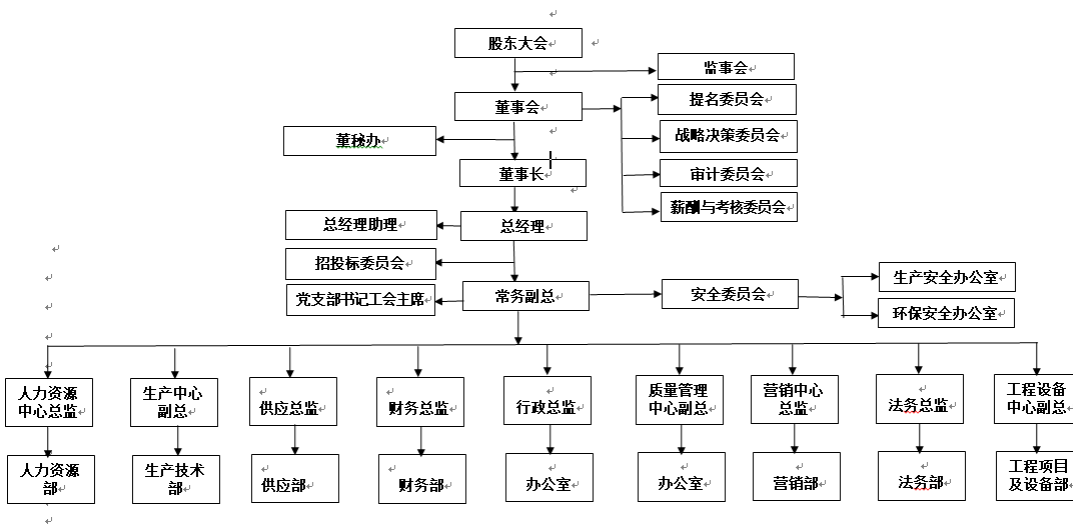 股东大会
监事会
董事会
提名委员会
战略决策委员会
董秘办
董事长
审计委员会
薪酬与考核委员会
总经理助理
总经理
招投标委员会
常务副总
党支部书记工会主席
安全委员会
生产安全办公室
环保安全办公室
人力资源
中心总监
生产中心
副总
供应总监
财务总监
行政总监
质量管理
中心副总
营销中心
总监
法务总监
工程设备
中心副总
人力资源
部
生产技术
部
供应部
财务部
办公室
办公室
营销部
法务部
工程项目
及设备部